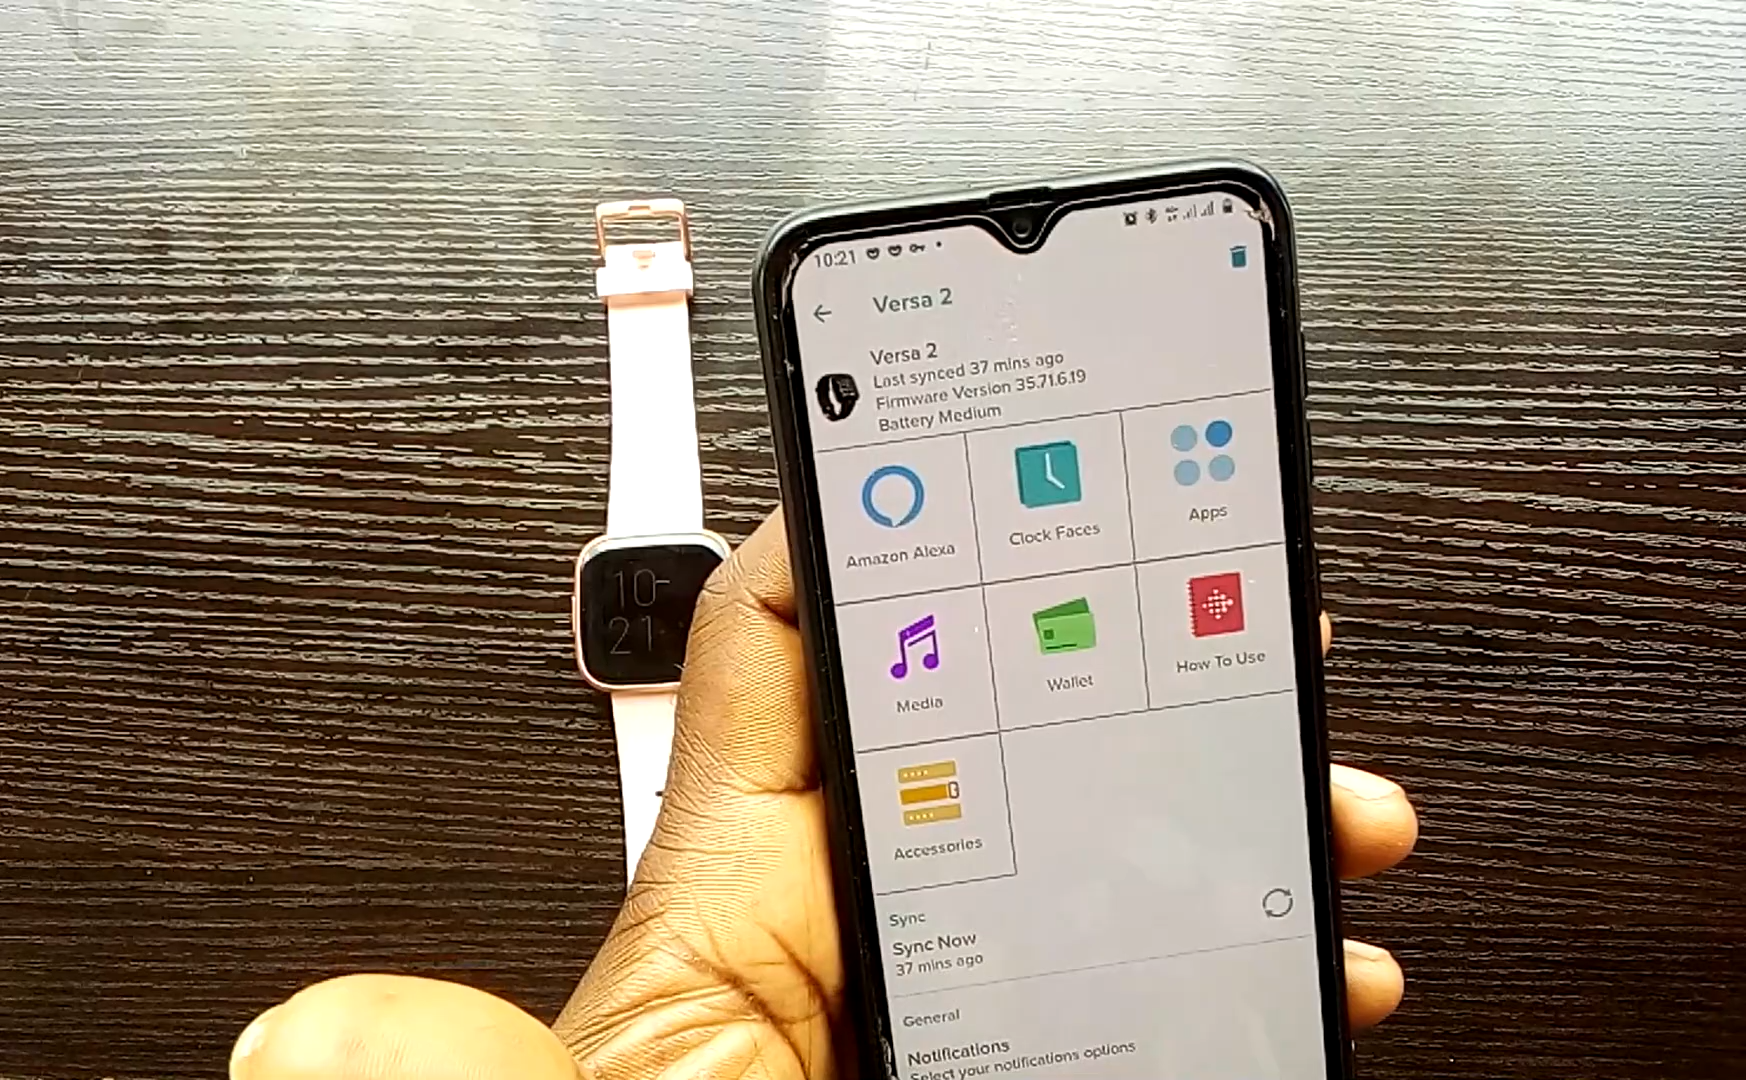 10-
21
10:21
Versa 2
Versa 2
Last synced 37 mins ago
Firmware Version 35.71.6.19
Battery Medium
Amazon Alexa
Clock Faces
Apps
Media
Wallet
How To Use
Accessories
Sync
Sync Now
37 mins ago
General
Notifications
Select your notifications options